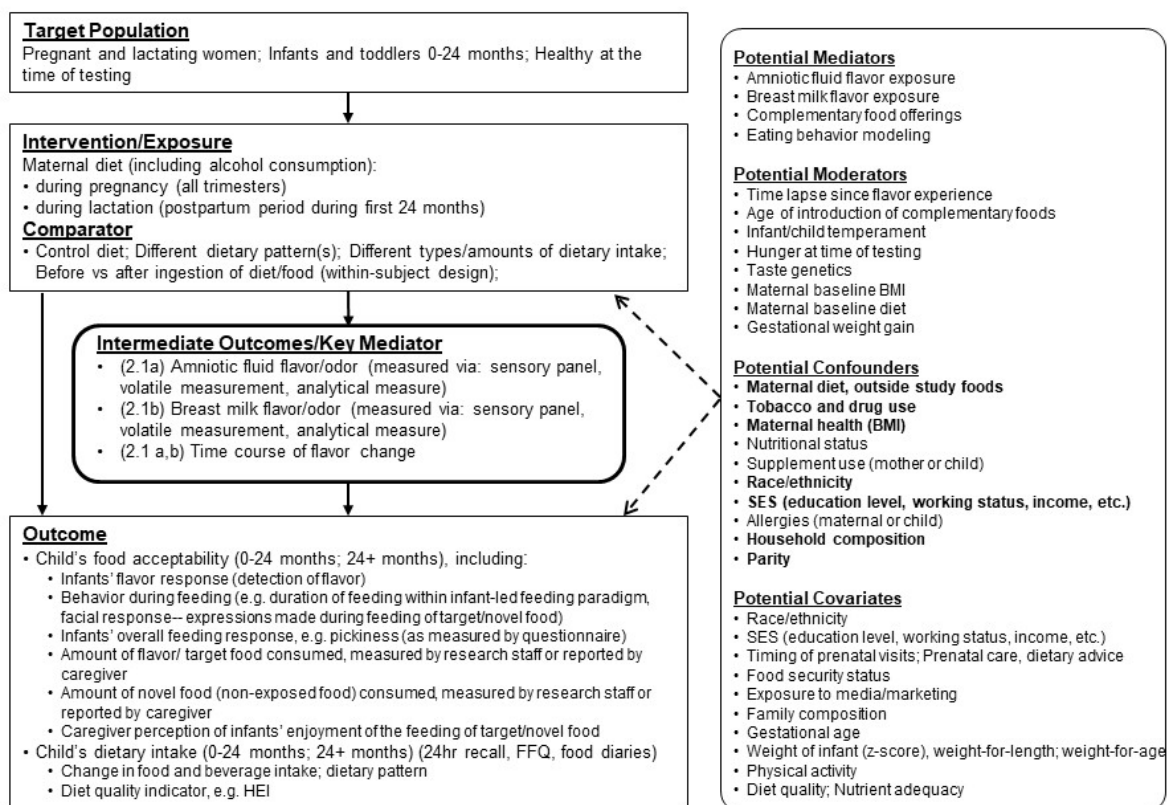 Target Population
Pregnant and lactating women; Infants and toddlers 0-24 months; Healthy at the
time of testing
Intervention/Exposure
Maternal diet (including alcohol consumption):
• during pregnancy (all trimesters)
• during lactation (postpartum period during first 24 months)
Comparator
• Control diet; Different dietary pattern(s); Different types/amounts of dietary intake;
Before vs after ingestion of diet/food (within-subject design);
Intermediate Outcomes/Key Mediator
• (2.1a) Amniotic fluid flavor/odor (measured via: sensory panel,
volatile measurement, analytical measure)
• (2.1b) Breast milk flavor/odor (measured via: sensory panel,
volatile measurement, analytical measure)
• (2.1 a,b) Time course of flavor change
Outcome
• Child's food acceptability (0-24 months; 24+ months), including:
• Infants' flavor response (detection of flavor)
• Behavior during feeding (e.g. duration of feeding within infant-led feeding paradigm,
facial response-- expressions made during feeding of target/novel food)
• Infants' overall feeding response, e.g. pickiness (as measured by questionnaire)
• Amount of flavor/ target food consumed, measured by research staff or reported by
caregiver
• Amount of novel food (non-exposed food) consumed, measured by research staff or
reported by caregiver
• Caregiver perception of infants' enjoyment of the feeding of target/novel food
• Child's dietary intake (0-24 months; 24+ months) (24hr recall, FFQ, food diaries)
• Change in food and beverage intake; dietary pattern
• Diet quality indicator, e.g. HEI
Potential Mediators
• Amniotic fluid flavor exposure
• Breast milk flavor exposure
• Complementary food offerings
• Eating behavior modeling
Potential Moderators
• Time lapse since flavor experience
• Age of introduction of complementary foods
• Infant/child temperament
• Hunger at time of testing
• Taste genetics
• Maternal baseline BMI
• Maternal baseline diet
• Gestational weight gain
Potential Confounders
• Maternal diet, outside study foods
• Tobacco and drug use
• Maternal health (BMI)
• Nutritional status
• Supplement use (mother or child)
• Race/ethnicity
• SES (education level, working status, income, etc.)
• Allergies (maternal or child)
• Household composition
• Parity
Potential Covariates
• Race/ethnicity
• SES (education level, working status, income, etc.)
• Timing of prenatal visits; Prenatal care, dietary advice
• Food security status
• Exposure to media/marketing
• Family composition
• Gestational age
• Weight of infant (z-score), weight-for-length; weight-for-age
• Physical activity
• Diet quality; Nutrient adequacy